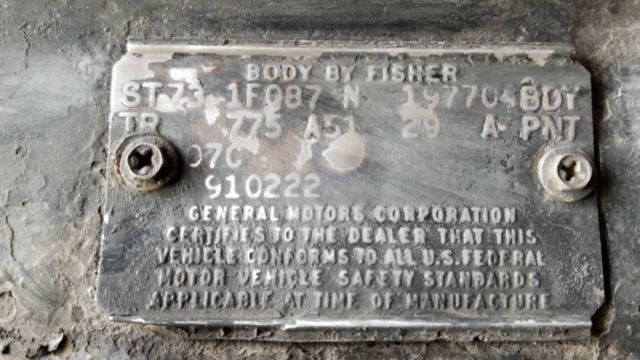 BODY BY FISHER
ST 73 1FQ87 N 197704 BDY
TR 775 A51 29 A PNT
07C
910222
GENERAL MOTORS CORPORATION
CERTIFIES TO THE DEALER THAT THIS
VEHICLE CONFORMS TO ALL U.S. FEDERAL
MOTOR VEHICLE SAFETY STANDARDS
APPLICABLE AT TIME OF MANUFACTURE